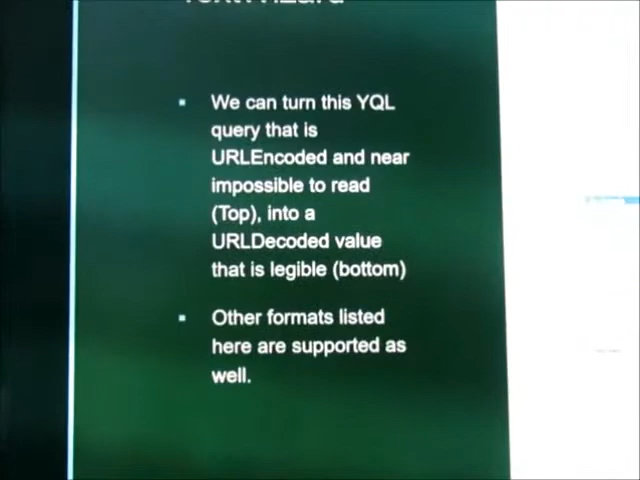 We can turn this YQL
query that is
URLEncoded and near
impossible to read
(Top), into a
URLDecoded value
that is legible (bottom)
Other formats listed
here are supported as
well.